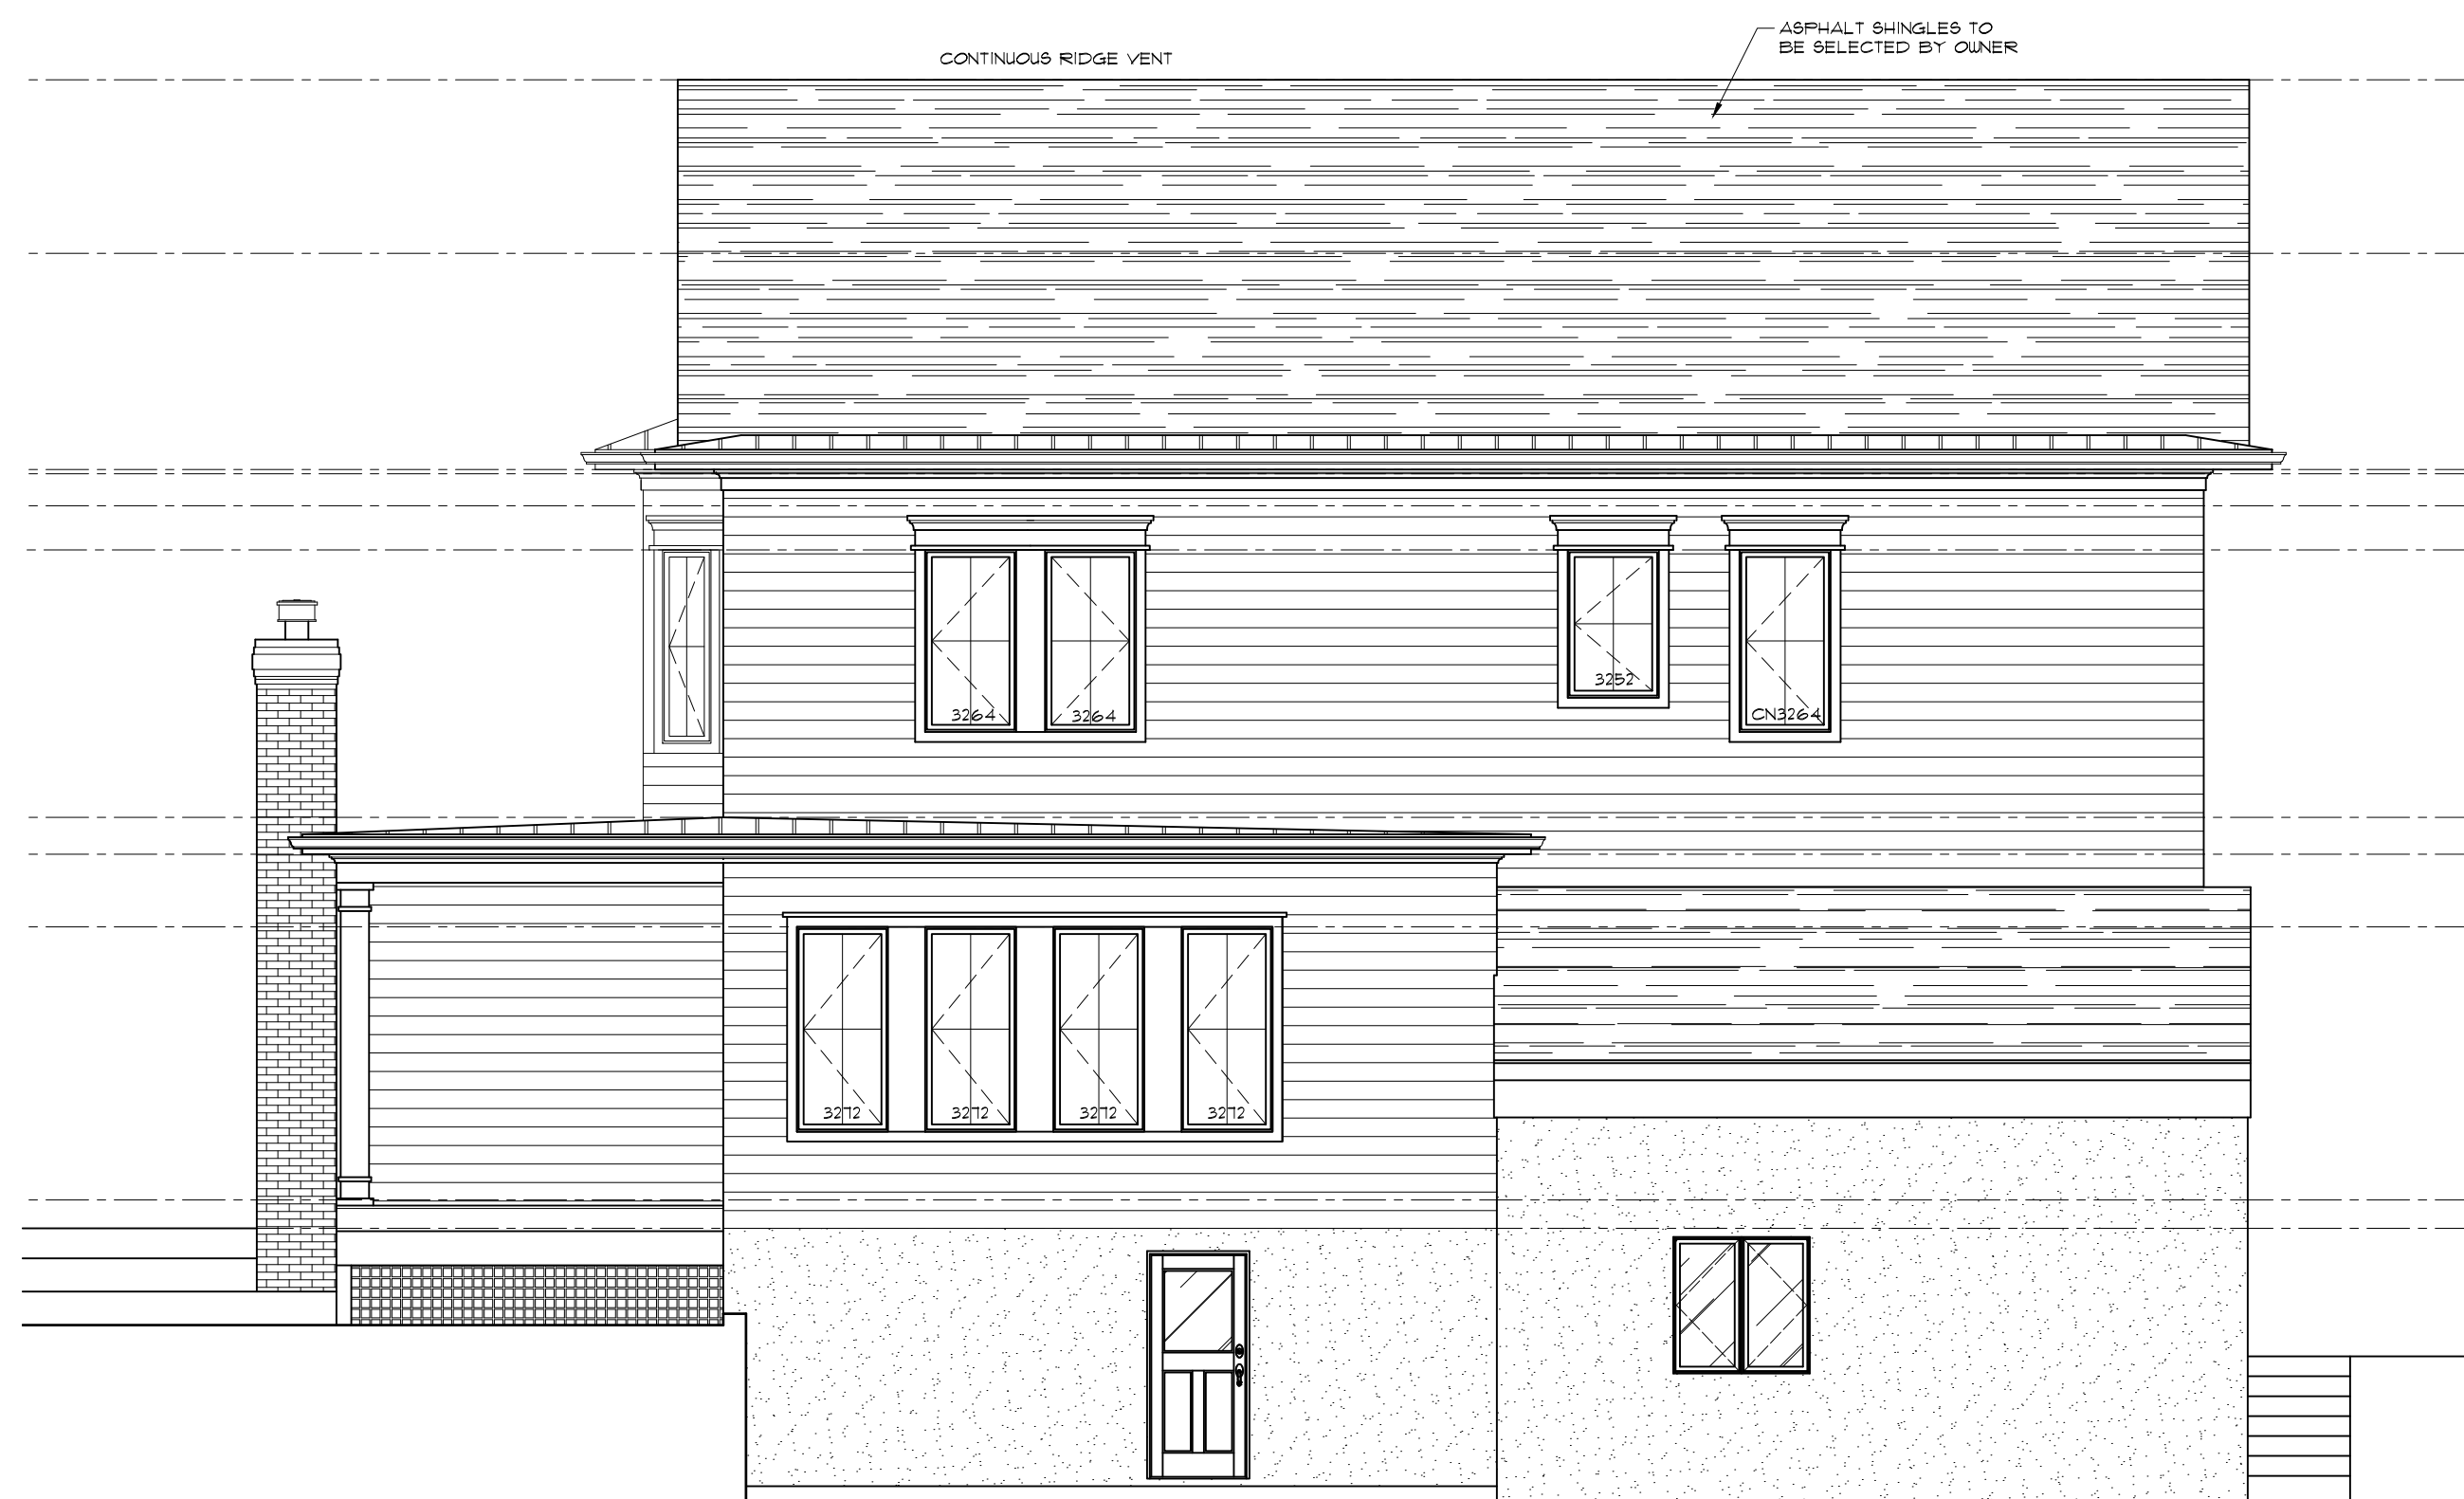 ASPHALT SHINGLES TO
BE SELECTED BY OWNER
CONTINUOUS RIDGE VENT
3252
3264 3264 CN3264
3272 3272 3272 3272